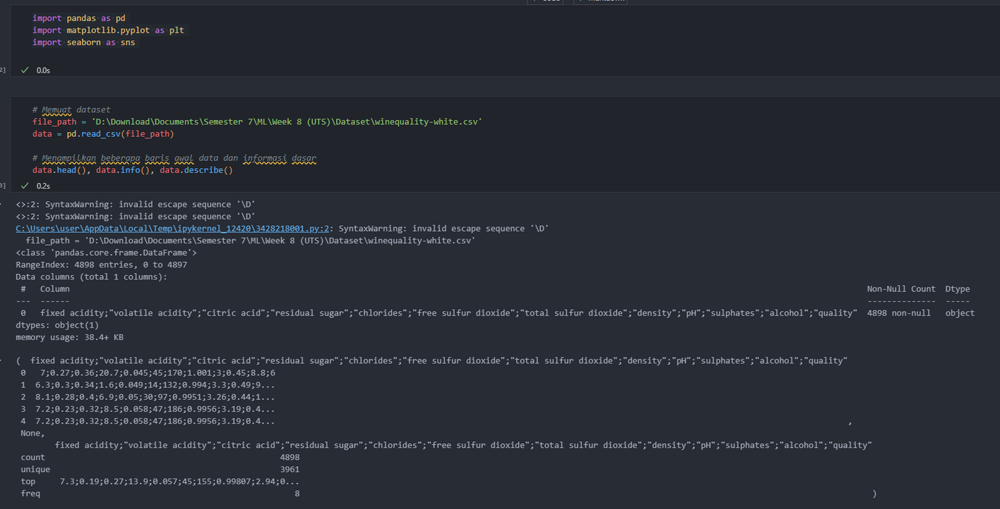 import pandas as pd
import matplotlib.pyplot as plt
import seaborn as sns
2]
0.0s
# Memuat dataset
file_path = 'D:\Download\Documents\Semester 7\ML\Week 8 (UTS)\Dataset\winequality-white.csv'
data = pd.read_csv(file_path)
# Menampilkan beberapa baris awal data dan informasi dasar
data.head(), data.info(), data.describe()
3]
0.2s
<>:2: SyntaxWarning: invalid escape sequence '\D'
<>:2: SyntaxWarning: invalid escape sequence '\D'
C:\Users\user\AppData\Local\Temp\ipykernel_12420\3428218001.py:2: SyntaxWarning: invalid escape sequence '\D'
file_path = 'D:\Download\Documents\Semester 7\ML\Week 8 (UTS)\Dataset\winequality-white.csv'
<class 'pandas.core.frame.DataFrame'>
RangeIndex: 4898 entries, 0 to 4897
Data columns (total 1 columns):
# Column Non-Null Count Dtype
--- ------ -------------- -----
0 fixed acidity;"volatile acidity";"citric acid";"residual sugar";"chlorides";"free sulfur dioxide";"total sulfur dioxide";"density";"pH";"sulphates";"alcohol";"quality" 4898 non-null object
dtypes: object(1)
memory usage: 38.4+ KB
( fixed acidity;"volatile acidity";"citric acid";"residual sugar";"chlorides";"free sulfur dioxide";"total sulfur dioxide";"density";"pH";"sulphates";"alcohol";"quality"
0 7;0.27;0.36;20.7;0.045;45;170;1.001;3;0.45;8.8;6
1 6.3;0.3;0.34;1.6;0.049;14;132;0.994;3.3;0.49;9...
2 8.1;0.28;0.4;6.9;0.05;30;97;0.9951;3.26;0.44;1...
3 7.2;0.23;0.32;8.5;0.058;47;186;0.9956;3.19;0.4...
4 7.2;0.23;0.32;8.5;0.058;47;186;0.9956;3.19;0.4... ,
None,
fixed acidity;"volatile acidity";"citric acid";"residual sugar";"chlorides";"free sulfur dioxide";"total sulfur dioxide";"density";"pH";"sulphates";"alcohol";"quality"
count 4898
unique 3961
top 7.3;0.19;0.27;13.9;0.057;45;155;0.99807;2.94;0...
freq 8 )